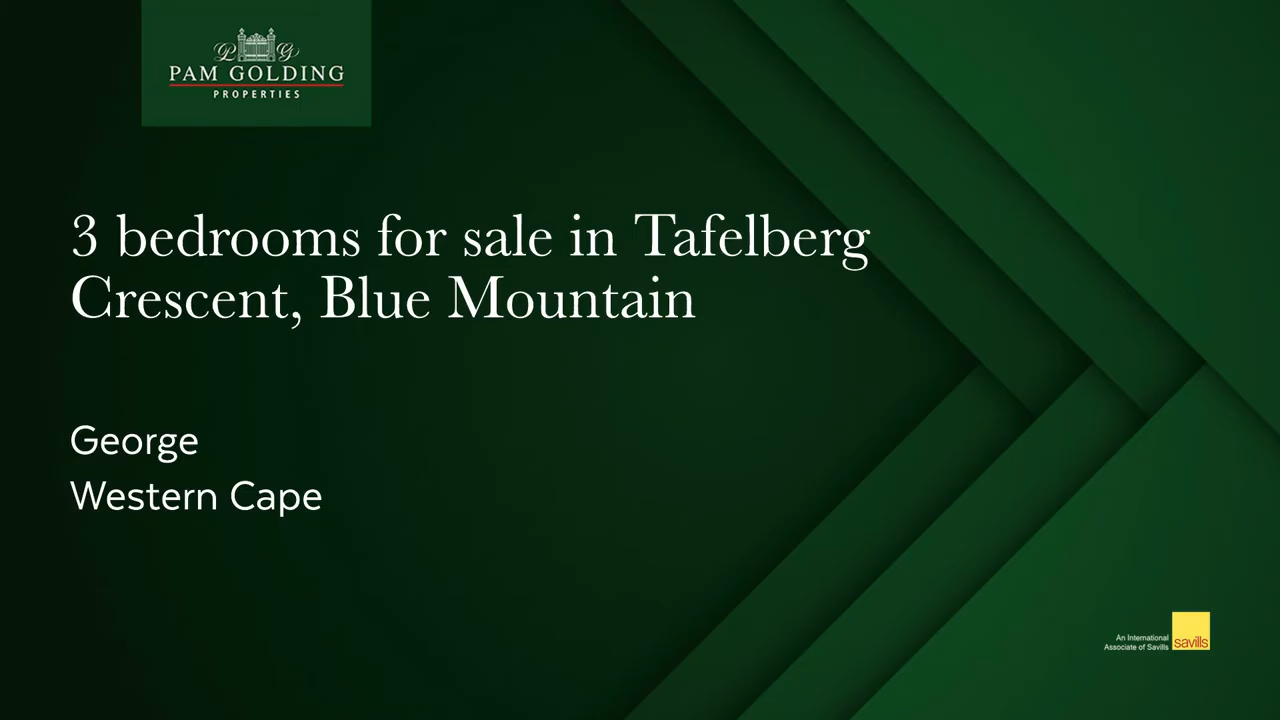 PG
PAM GOLDING
PROPERTIES
3 bedrooms for sale in Tafelberg
Crescent, Blue Mountain
George
Western Cape
An International
Associate of Savills
savills